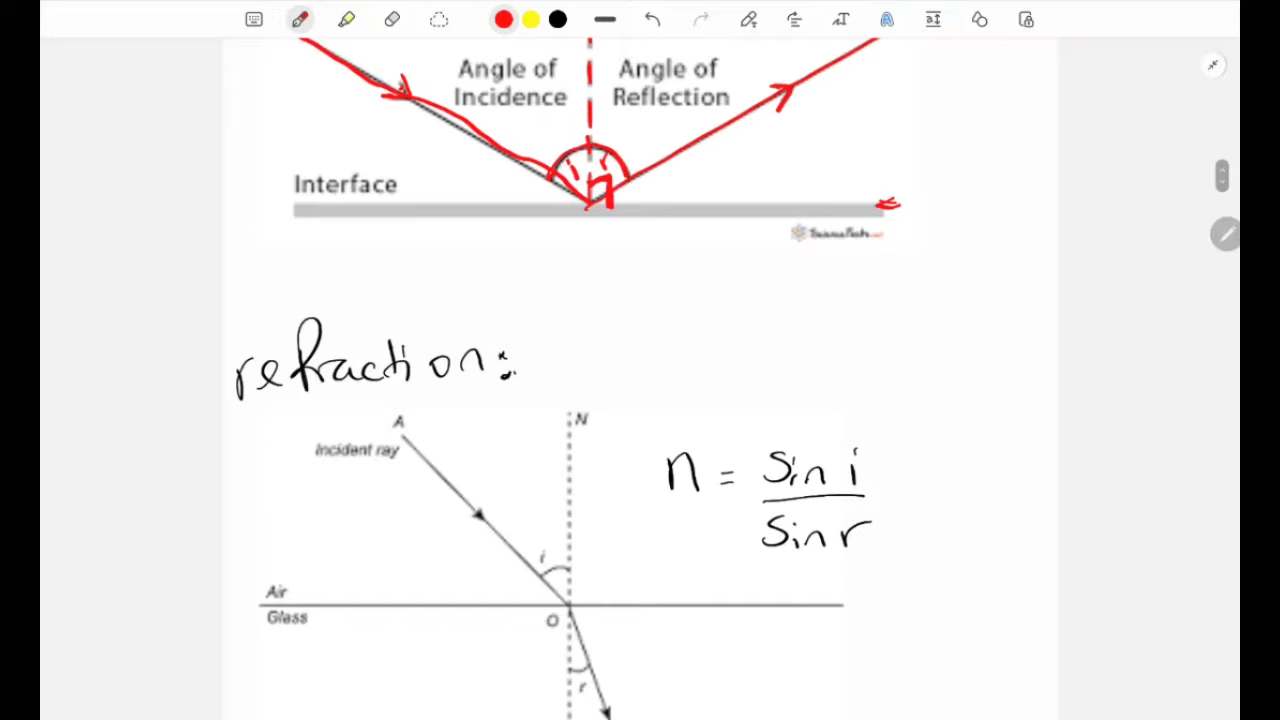 Angle of Incidence
Angle of Reflection
Interface
refraction:
A
N
Incident ray
n = sin i / sin r
i
Air
Glass
O
r